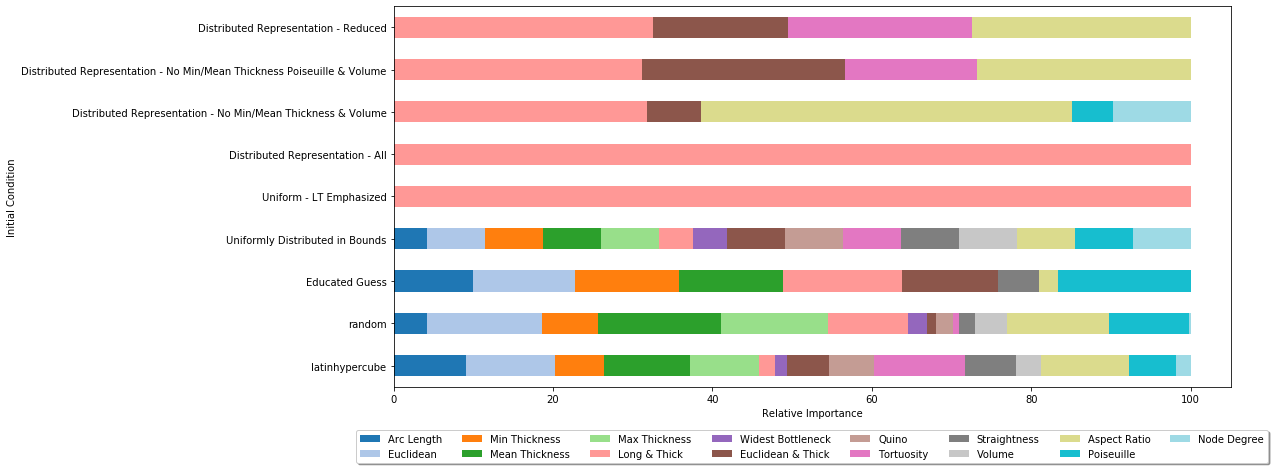 Initial Condition
Distributed Representation - Reduced
Distributed Representation - No Min/Mean Thickness Poiseuille & Volume
Distributed Representation - No Min/Mean Thickness & Volume
Distributed Representation - All
Uniform - LT Emphasized
Uniformly Distributed in Bounds
Educated Guess
random
latinhypercube
0 20 40 60 80 100
Relative Importance
Arc Length Min Thickness Max Thickness Widest Bottleneck Quino Straightness Aspect Ratio Node Degree
Euclidean Mean Thickness Long & Thick Euclidean & Thick Tortuosity Volume Poiseuille